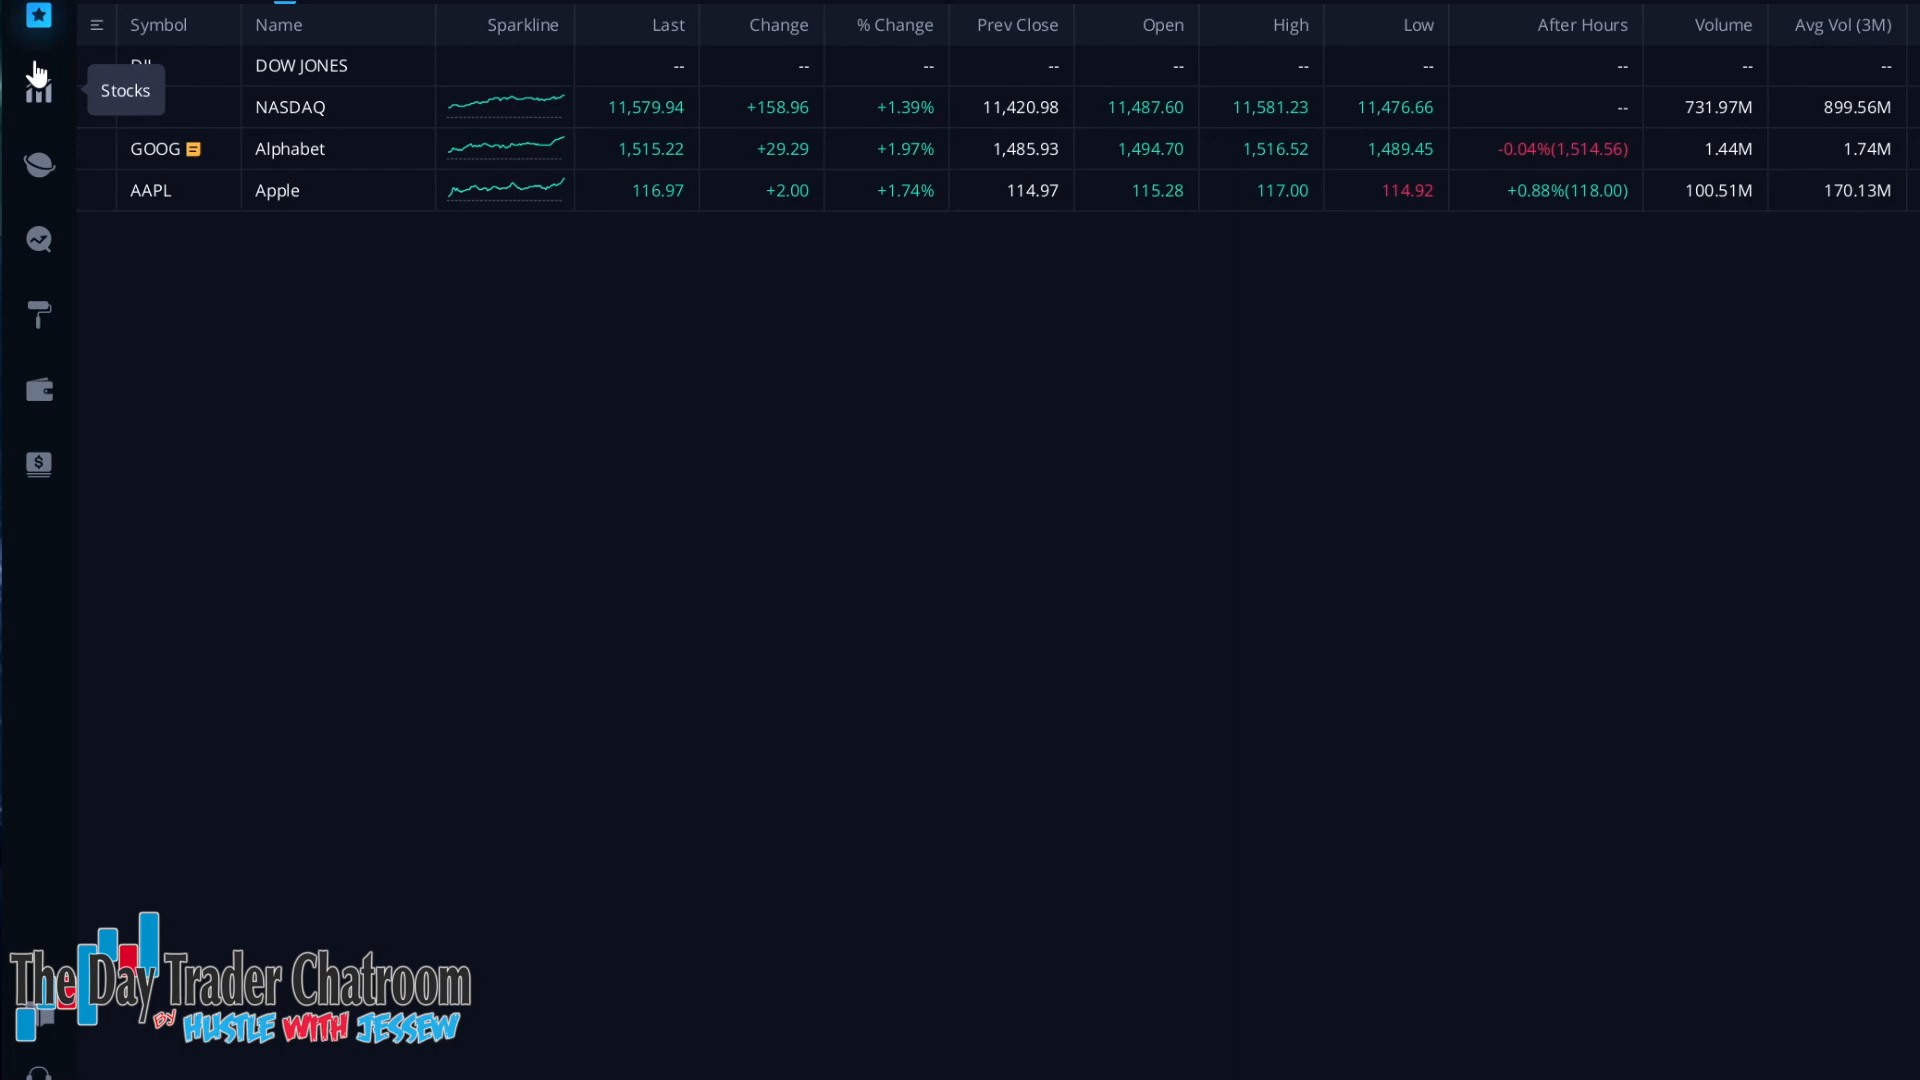 Symbol Name Sparkline Last Change % Change Prev Close Open High Low After Hours Volume Avg Vol (3M)
DOW JONES -- -- -- -- -- -- -- -- -- --
Stocks
NASDAQ 11,579.94 +158.96 +1.39% 11,420.98 11,487.60 11,581.23 11,476.66 -- 731.97M 899.56M
GOOG Alphabet 1,515.22 +29.29 +1.97% 1,485.93 1,494.70 1,516.52 1,489.45 -0.04%(1,514.56) 1.44M 1.74M
AAPL Apple 116.97 +2.00 +1.74% 114.97 115.28 117.00 114.92 +0.88%(118.00) 100.51M 170.13M
The Day Trader Chatroom
BY HUSTLE WITH JESSEW